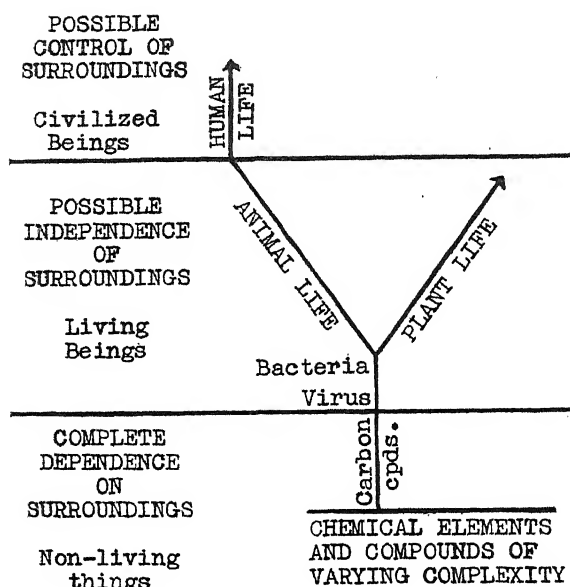 POSSIBLE
CONTROL OF
SURROUNDINGS
Civilized
Beings
HUMAN
LIFE
POSSIBLE
INDEPENDENCE
OF
SURROUNDINGS
Living
Beings
ANIMAL LIFE
PLANT LIFE
Bacteria
Virus
COMPLETE
DEPENDENCE
ON
SURROUNDINGS
Non-living
things
Carbon
cpds.
CHEMICAL ELEMENTS
AND COMPOUNDS OF
VARYING COMPLEXITY